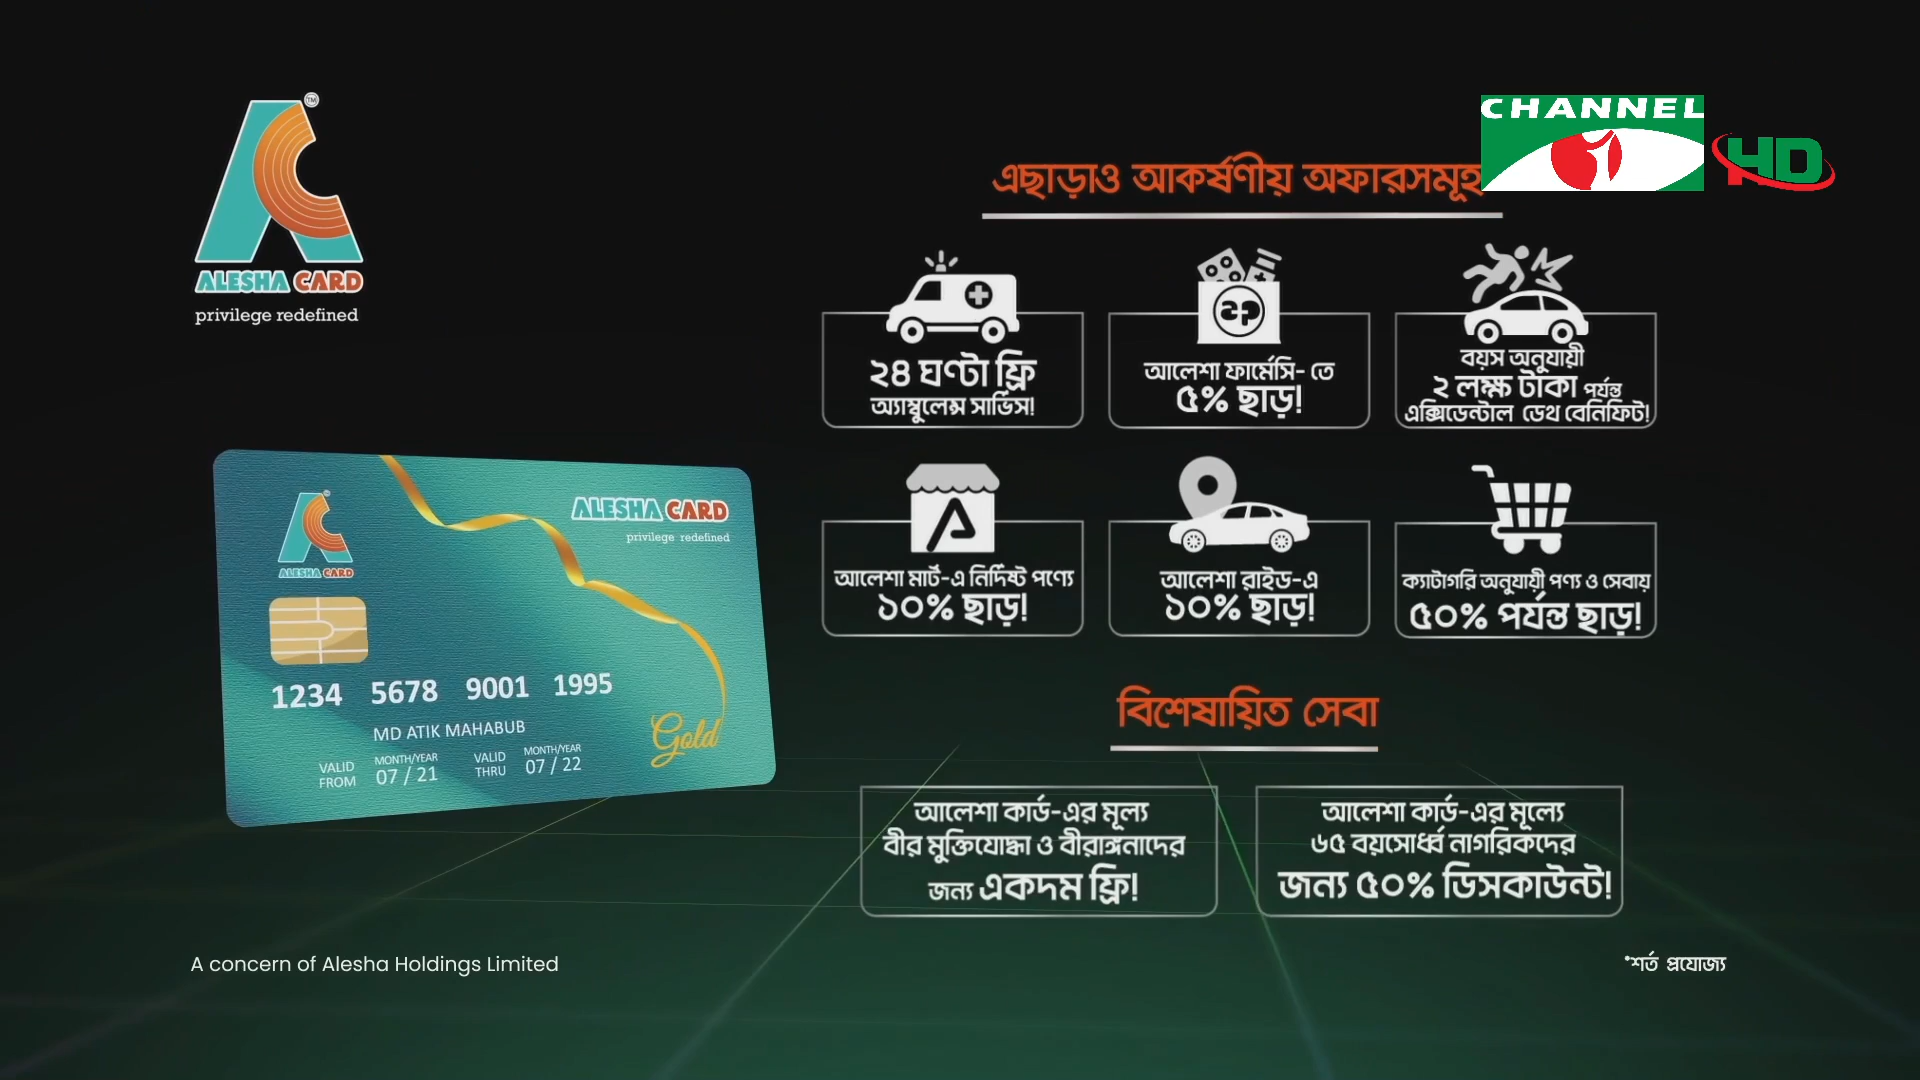 TM
ALESHA CARD
privilege redefined
CHANNEL
HD
এছাড়াও আকর্ষণীয় অফারসমূহ
২৪ ঘণ্টা ফ্রি
অ্যাম্বুলেন্স সার্ভিস!
আলেশা ফার্মেসি- তে
৫% ছাড়!
বয়স অনুযায়ী
২ লক্ষ টাকা পর্যন্ত
এক্সিডেন্টাল ডেথ বেনিফিট!
আলেশা মার্ট-এ নির্দিষ্ট পণ্যে
১০% ছাড়!
আলেশা রাইড-এ
১০% ছাড়!
ক্যাটাগরি অনুযায়ী পণ্য ও সেবায়
৫০% পর্যন্ত ছাড়!
ALESHA CARD
ALESHA CARD
privilege redefined
1234 5678 9001 1995
MD ATIK MAHABUB
VALID FROM MONTH/YEAR 07 / 21
VALID THRU MONTH/YEAR 07 / 22
Gold
বিশেষায়িত সেবা
আলেশা কার্ড-এর মূল্য
বীর মুক্তিযোদ্ধা ও বীরাঙ্গনাদের
জন্য একদম ফ্রি!
আলেশা কার্ড-এর মূল্যে
৬৫ বয়সোর্ধ্ব নাগরিকদের
জন্য ৫০% ডিসকাউন্ট!
A concern of Alesha Holdings Limited
*শর্ত প্রযোজ্য